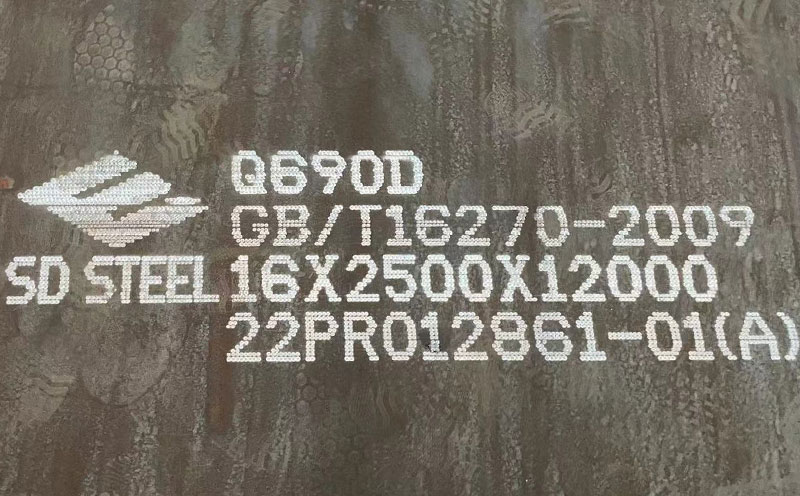 Q690D
GB/T16270-2009
SD STEEL 16X2500X12000
22PR012861-01(A)